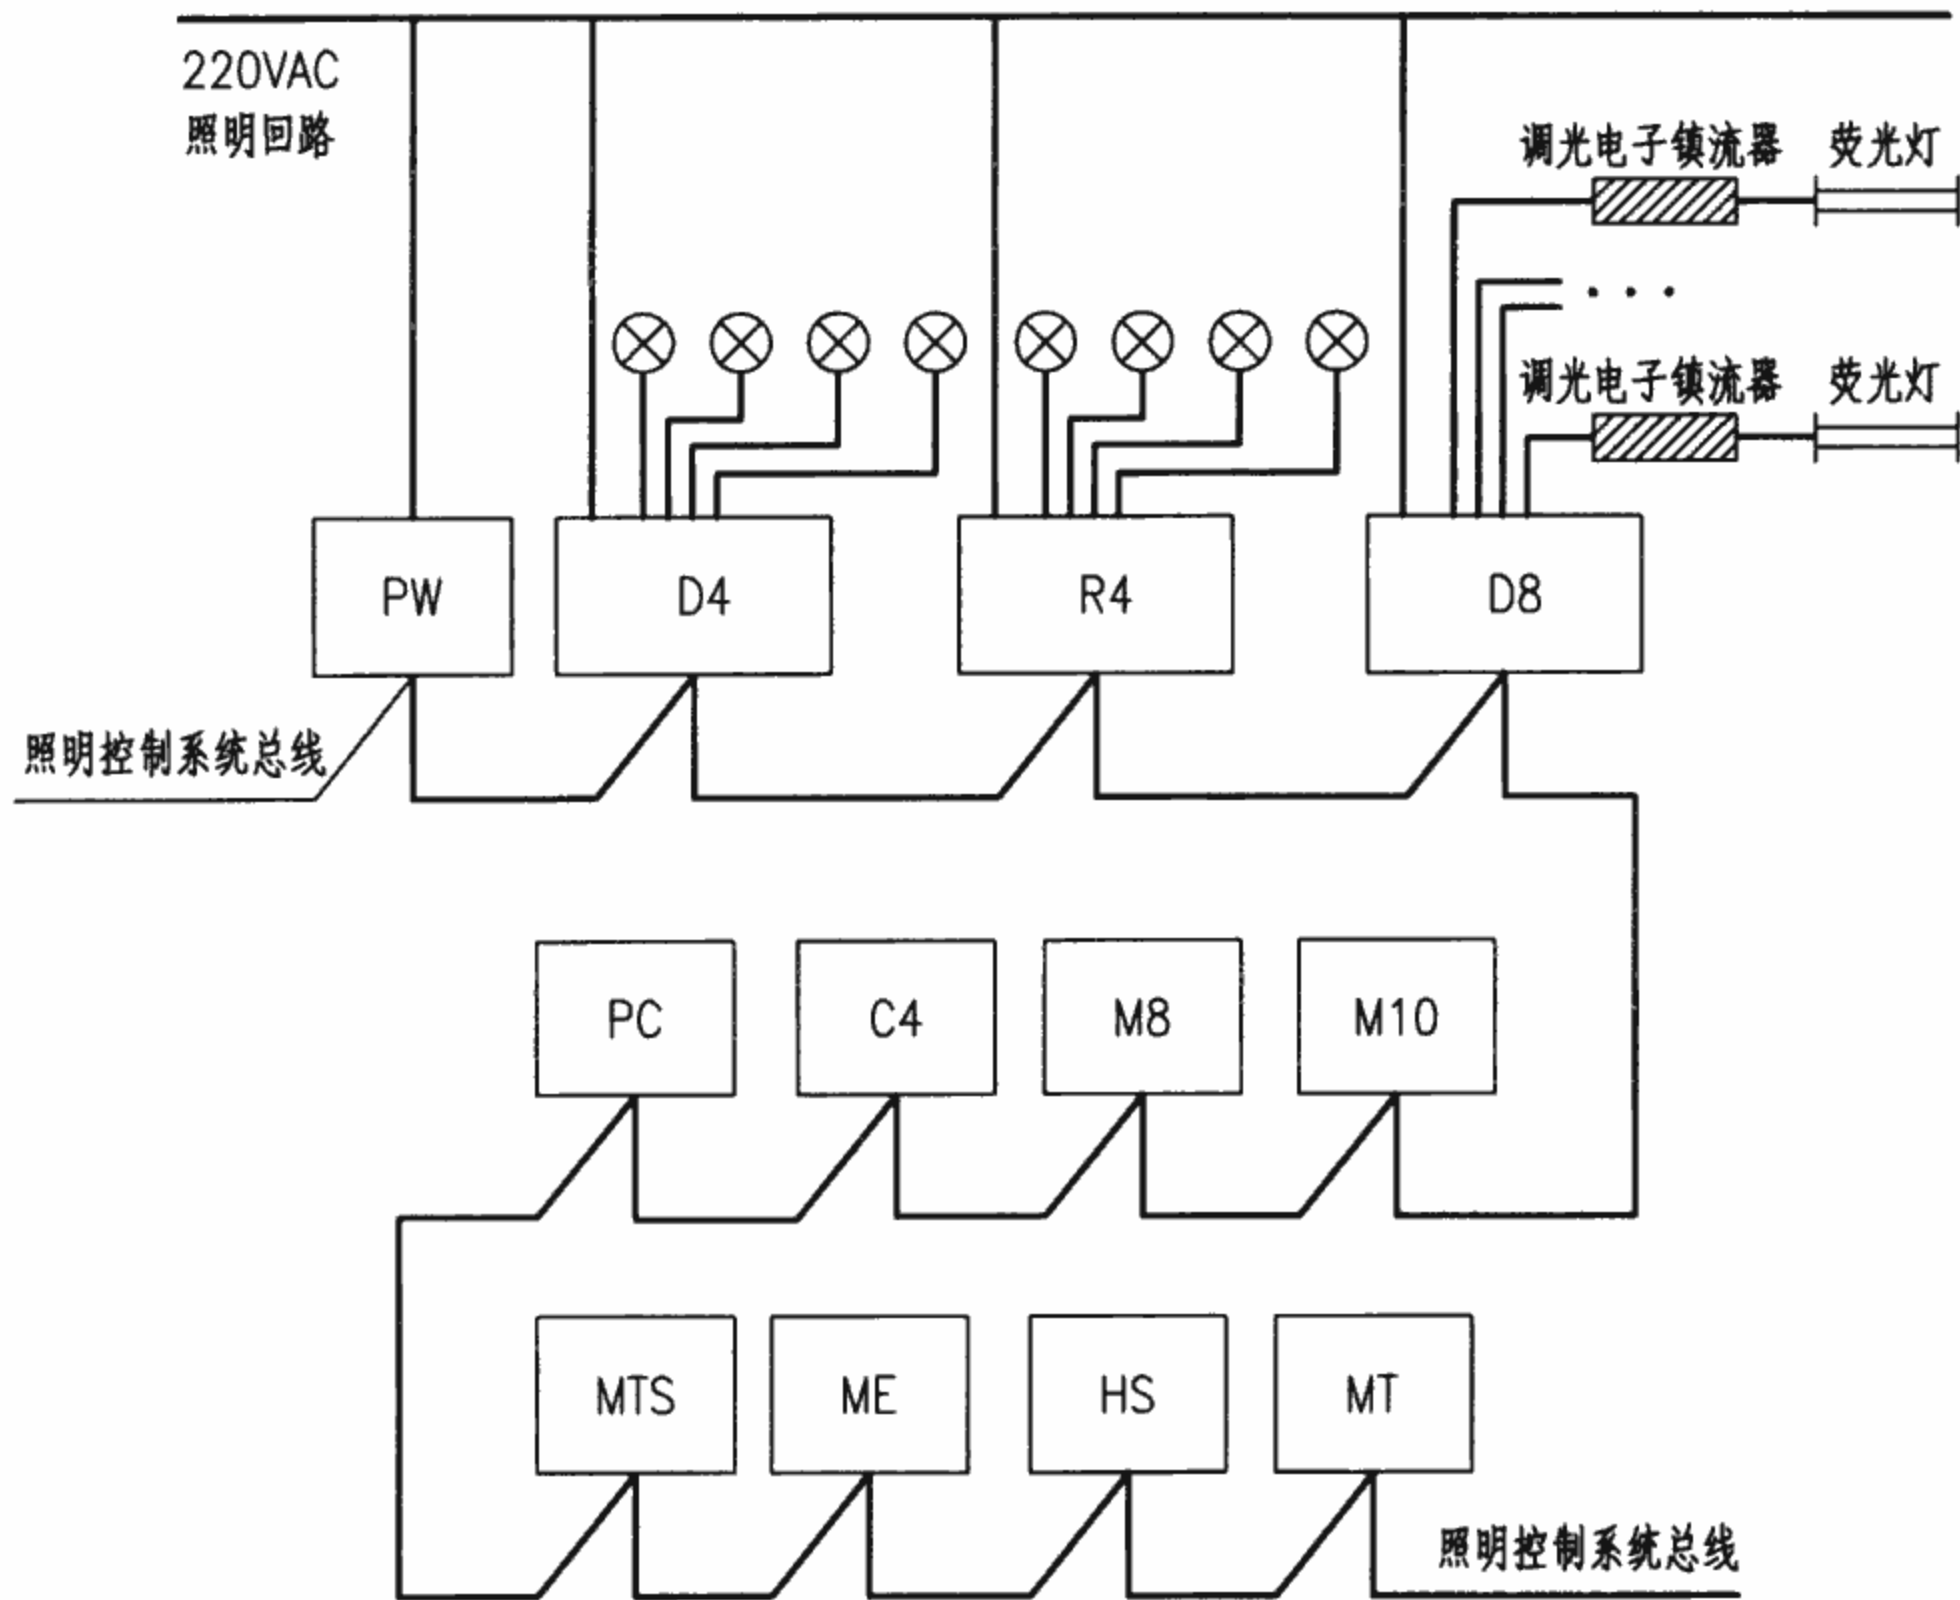 220VAC
照明回路
调光电子镇流器 荧光灯
调光电子镇流器 荧光灯
PW D4 R4 D8
照明控制系统总线
PC C4 M8 M10
MTS ME HS MT
照明控制系统总线